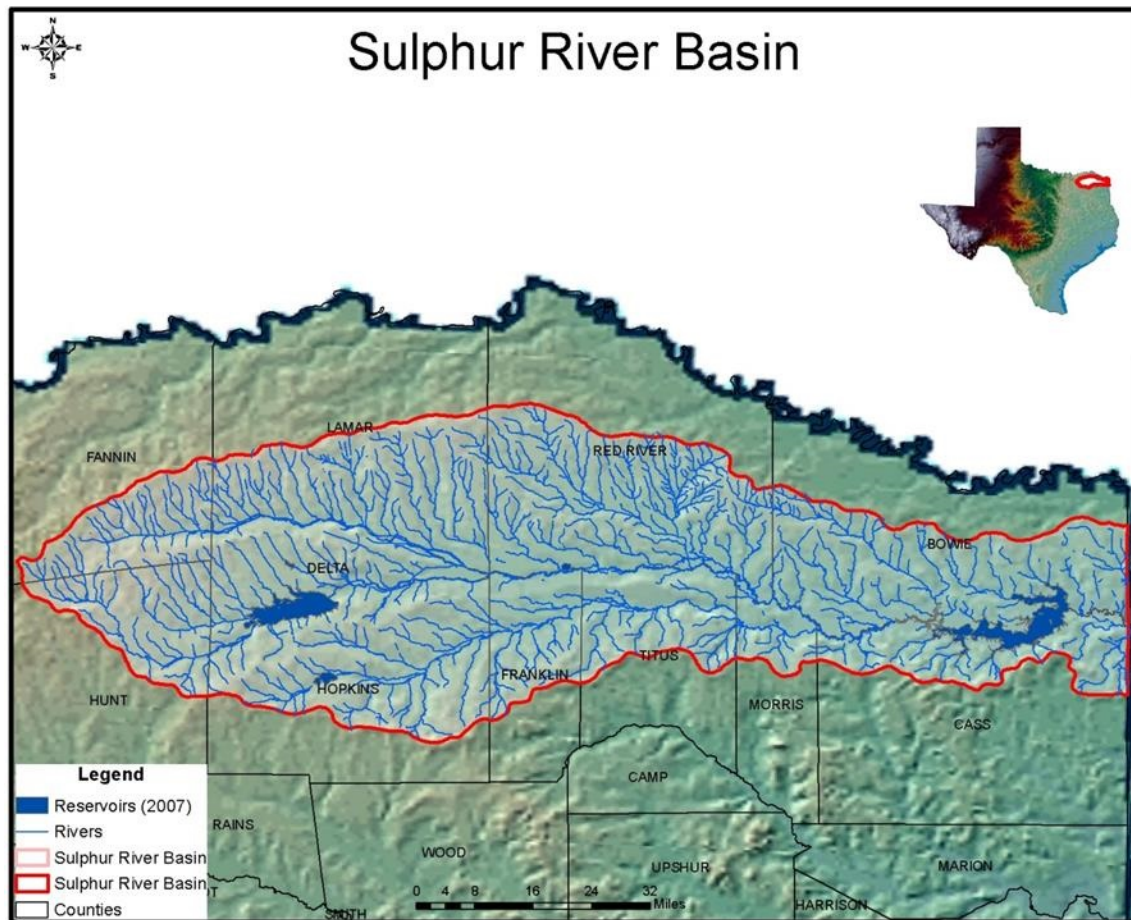 N
W E
S
Sulphur River Basin
LAMAR
FANNIN
RED RIVER
BOWIE
DELTA
TITUS
FRANKLIN
HOPKINS
HUNT
MORRIS
CASS
Legend
Reservoirs (2007)
Rivers
Sulphur River Basin
Sulphur River Basin
Counties
CAMP
RAINS
WOOD
UPSHUR
MARION
HARRISON
SMITH
0 4 8 16 24 32
Miles